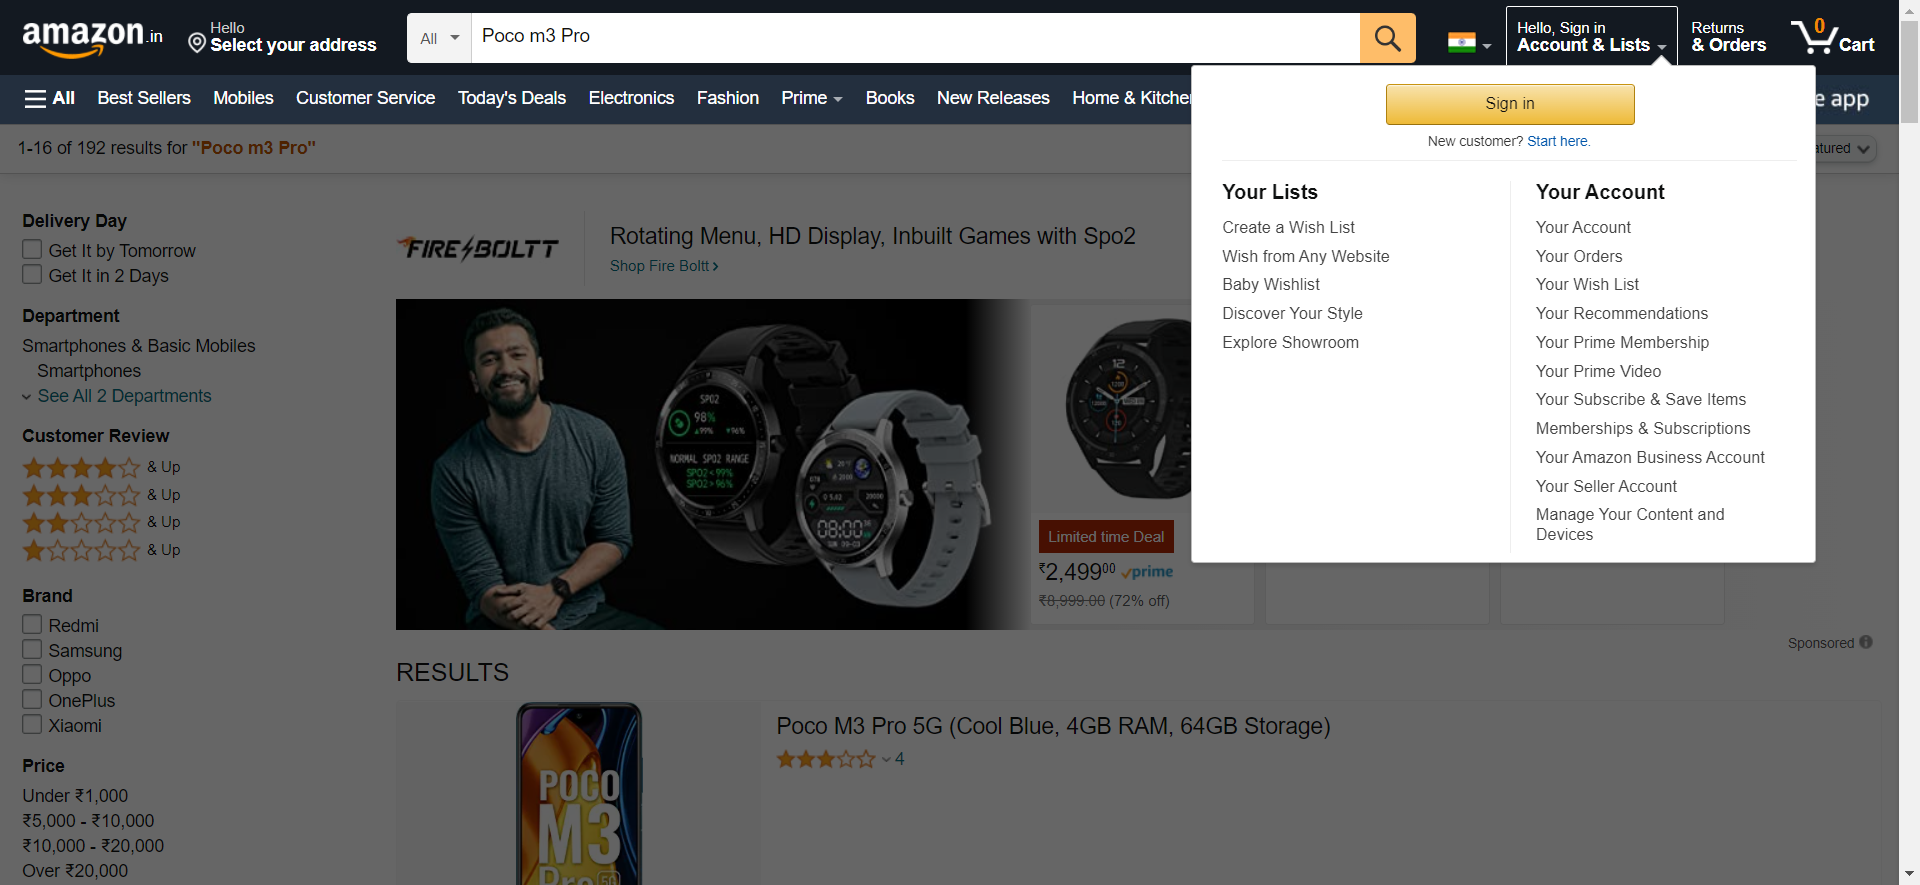 amazon.in
Hello
Select your address
All
Poco m3 Pro
Hello, Sign in
Account & Lists
Returns
& Orders
0
Cart
All
Best Sellers
Mobiles
Customer Service
Today's Deals
Electronics
Fashion
Prime
Books
New Releases
Home & Kitchen
e app
Sign in
New customer? Start here.
Your Lists
Create a Wish List
Wish from Any Website
Baby Wishlist
Discover Your Style
Explore Showroom
Your Account
Your Account
Your Orders
Your Wish List
Your Recommendations
Your Prime Membership
Your Prime Video
Your Subscribe & Save Items
Memberships & Subscriptions
Your Amazon Business Account
Your Seller Account
Manage Your Content and
Devices
1-16 of 192 results for "Poco m3 Pro"
atured
Delivery Day
Get It by Tomorrow
Get It in 2 Days
Department
Smartphones & Basic Mobiles
Smartphones
See All 2 Departments
Customer Review
& Up
& Up
& Up
& Up
Brand
Redmi
Samsung
Oppo
OnePlus
Xiaomi
Price
Under ₹1,000
₹5,000 - ₹10,000
₹10,000 - ₹20,000
Over ₹20,000
FIRE BOLTT
Rotating Menu, HD Display, Inbuilt Games with Spo2
Shop Fire Boltt ›
SPO2
98%
▲99% ▼96%
NORMAL SPO2 RANGE
SPO2<99%
SPO2>96%
08:00
12
Limited time Deal
₹2,49900 prime
₹8,999.00 (72% off)
Sponsored
RESULTS
Poco M3 Pro 5G (Cool Blue, 4GB RAM, 64GB Storage)
4
POCO
M3
Pro 5G